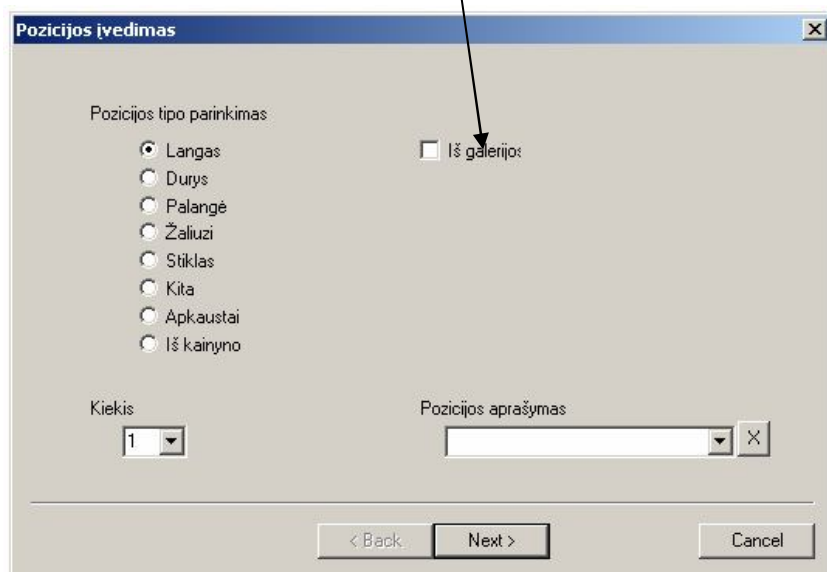 Pozicijos įvedimas
Pozicijos tipo parinkimas
Langas
Iš galerijos
Durys
Palangė
Žaliuzi
Stiklas
Kita
Apkaustai
Iš kainyno
Kiekis
Pozicijos aprašymas
1
X
< Back
Next >
Cancel